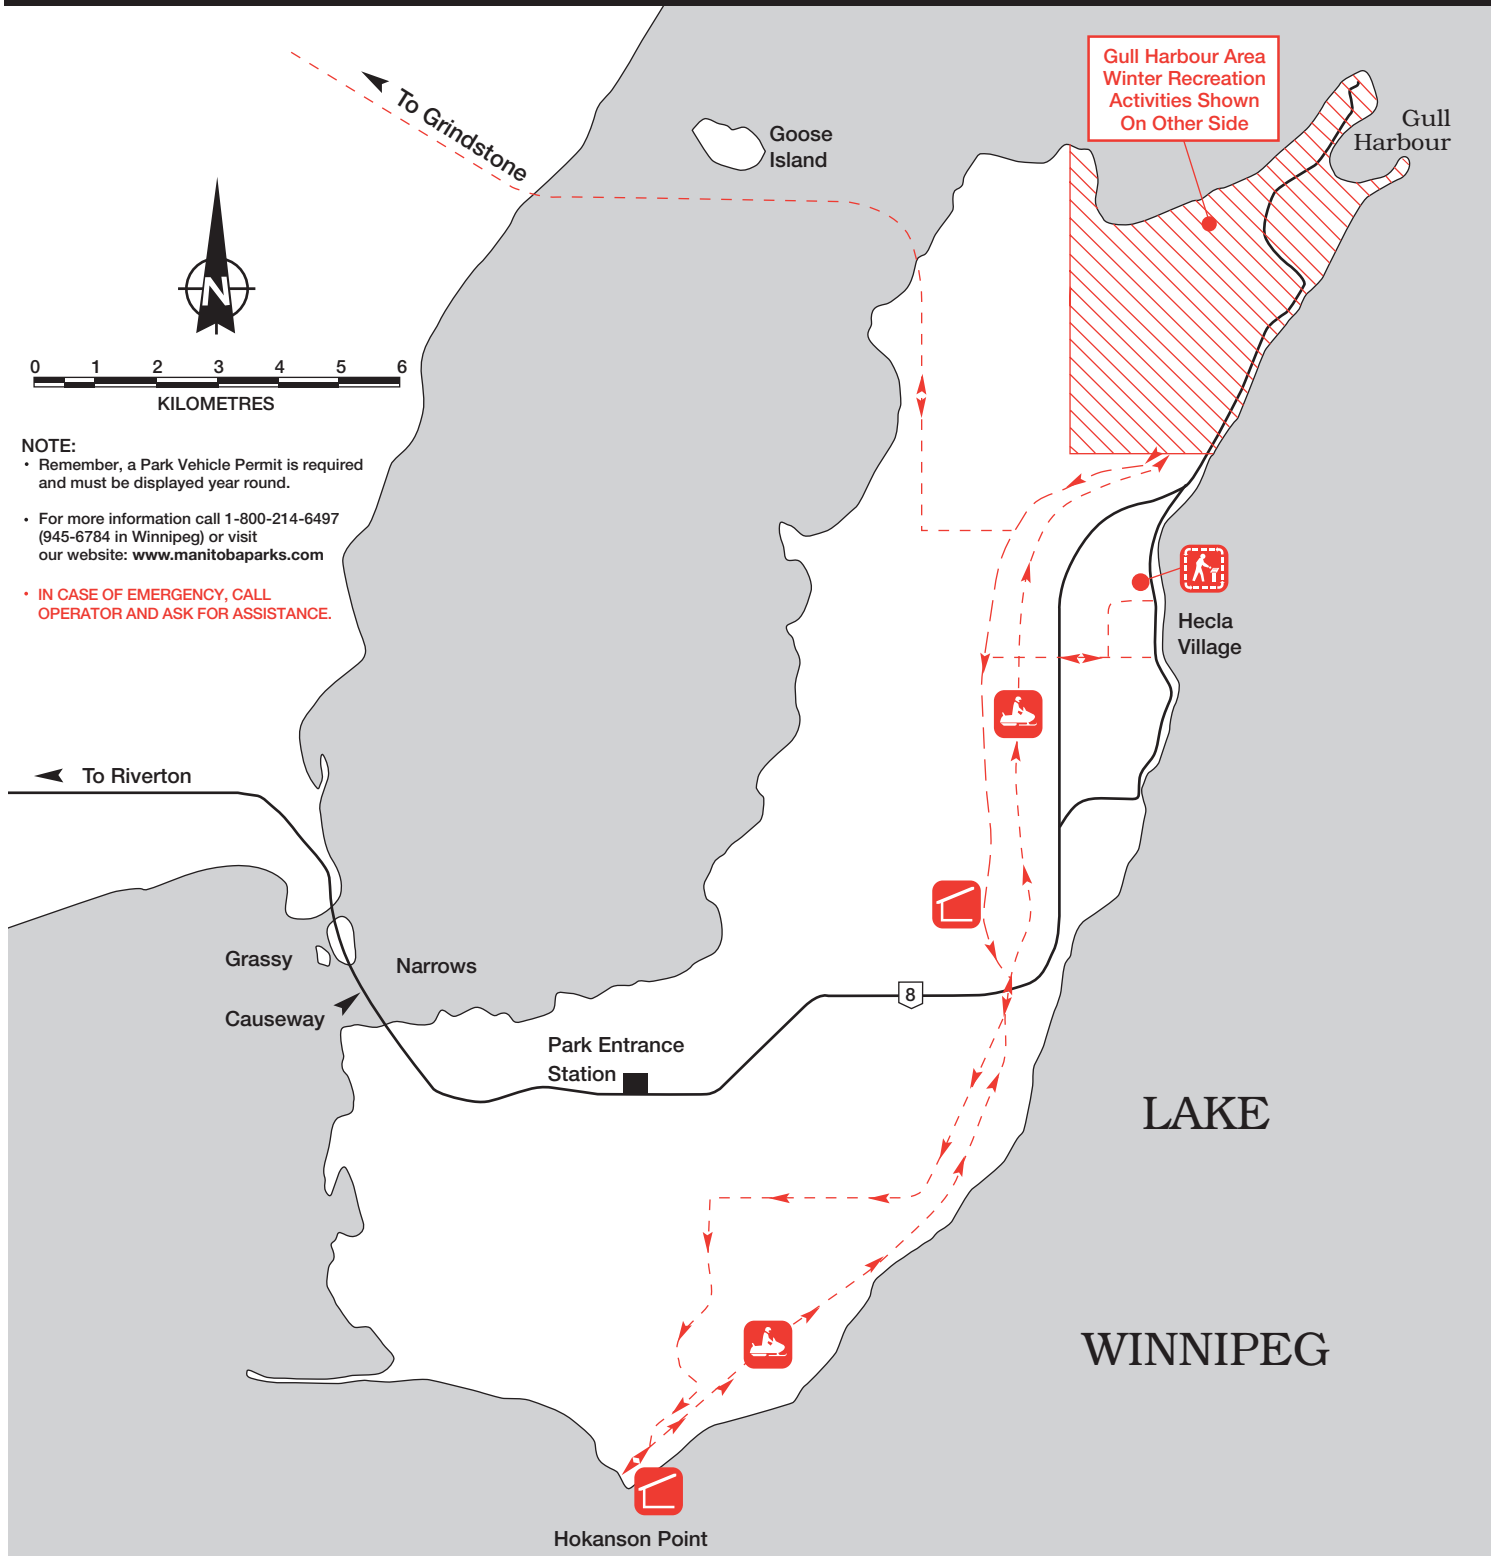 Gull Harbour Area
Winter Recreation
Activities Shown
On Other Side
Gull
Harbour
To Grindstone
Goose
Island
N
0 1 2 3 4 5 6
KILOMETRES
NOTE:
• Remember, a Park Vehicle Permit is required
and must be displayed year round.
• For more information call 1-800-214-6497
(945-6784 in Winnipeg) or visit
our website: www.manitobaparks.com
• IN CASE OF EMERGENCY, CALL
OPERATOR AND ASK FOR ASSISTANCE.
Hecla
Village
To Riverton
Grassy
Narrows
Causeway
8
Park Entrance
Station
LAKE
WINNIPEG
Hokanson Point